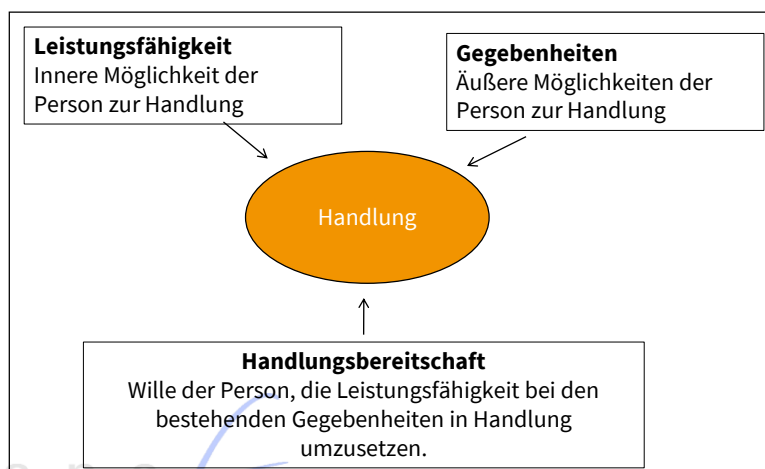 Leistungsfähigkeit
Innere Möglichkeit der
Person zur Handlung
Gegebenheiten
Äußere Möglichkeiten der
Person zur Handlung
Handlung
Handlungsbereitschaft
Wille der Person, die Leistungsfähigkeit bei den
bestehenden Gegebenheiten in Handlung
umzusetzen.